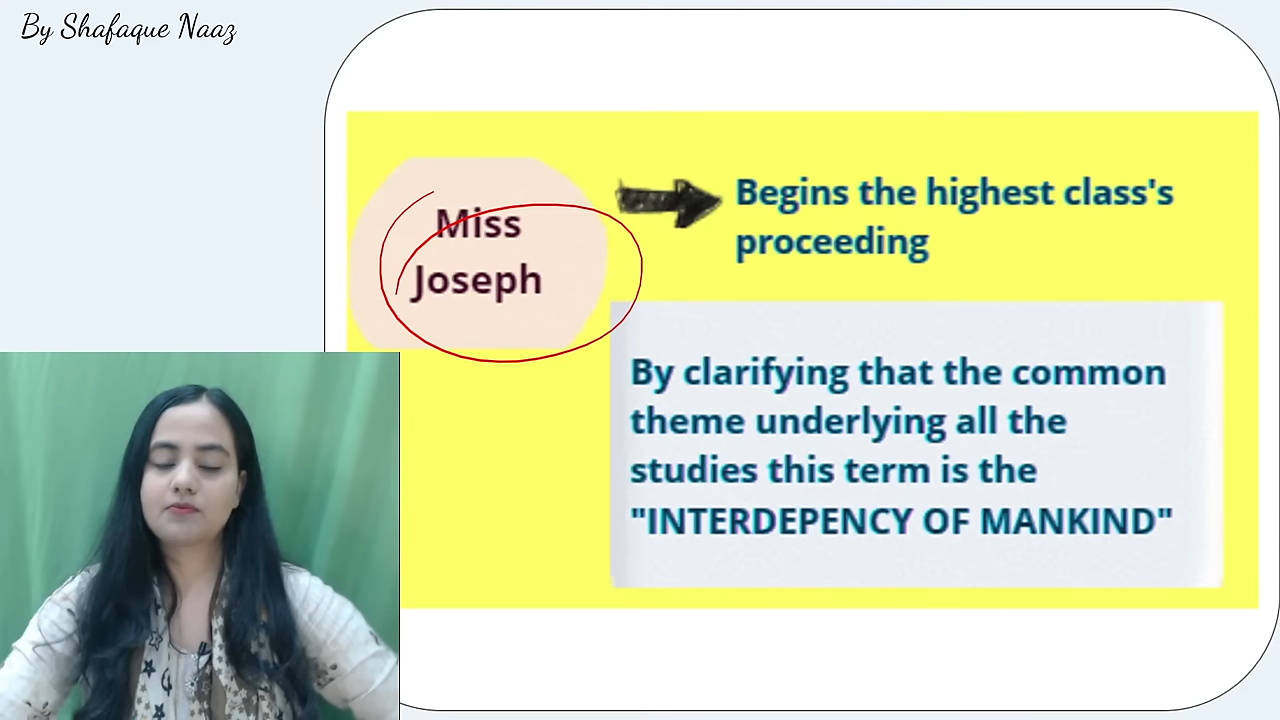 By Shafaque Naaz
Miss
Joseph
Begins the highest class's
proceeding
By clarifying that the common
theme underlying all the
studies this term is the
"INTERDEPENCY OF MANKIND"